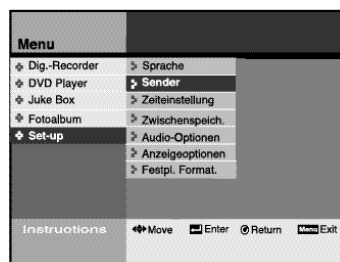 Menu
Dig.-Recorder
DVD Player
Juke Box
Fotoalbum
Set-up
Sprache
Sender
Zeiteinstellung
Zwischenspeich.
Audio-Optionen
Anzeigeoptionen
Festpl. Format.
Instructions Move Enter Return Menu Exit